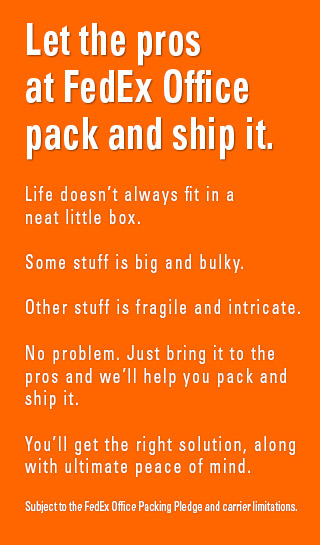 Let the pros
at FedEx Office
pack and ship it.
Life doesn't always fit in a
neat little box.
Some stuff is big and bulky.
Other stuff is fragile and intricate.
No problem. Just bring it to the
pros and we'll help you pack and
ship it.
You'll get the right solution, along
with ultimate peace of mind.
Subject to the FedEx Office Packing Pledge and carrier limitations.